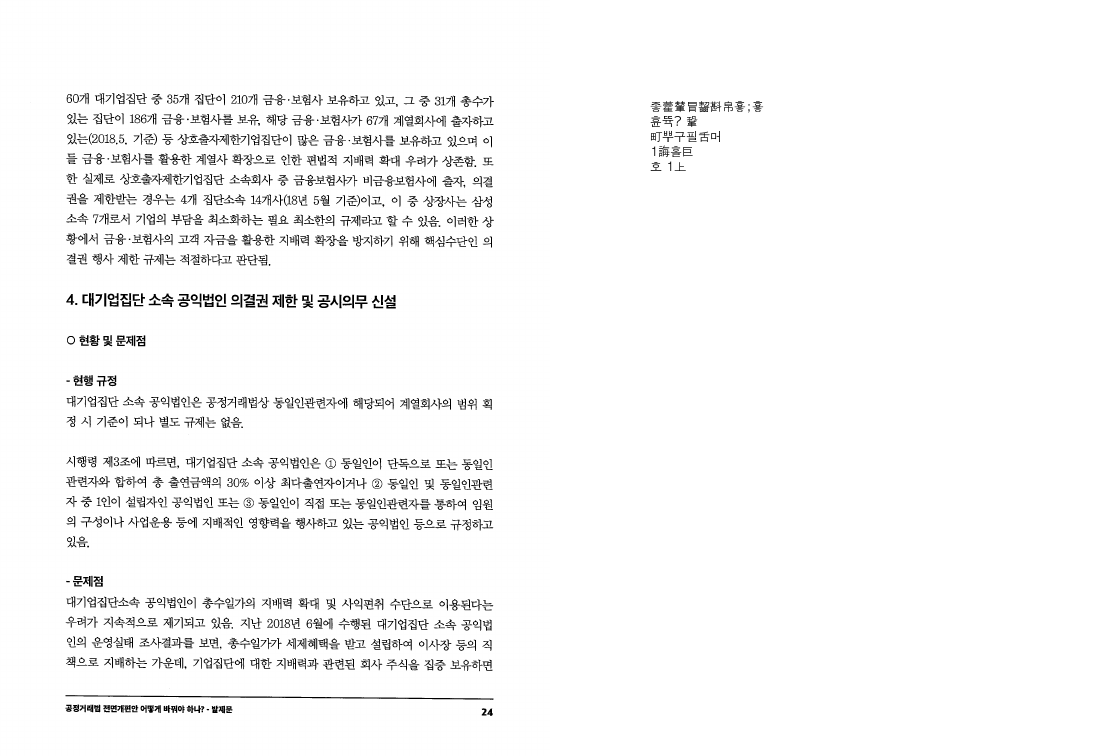 60개 대기업집단 중 35개 집단이 210개 금융·보험사 보유하고 있고, 그 중 31개 총수가
있는 집단이 186개 금융·보험사를 보유, 해당 금융·보험사가 67개 계열회사에 출자하고
있는(2018.5. 기준) 등 상호출자제한기업집단이 많은 금융·보험사를 보유하고 있으며 이
들 금융·보험사를 활용한 계열사 확장으로 인한 편법적 지배력 확대 우려가 상존함. 또
한 실제로 상호출자제한기업집단 소속회사 중 금융보험사가 비금융보험사에 출자, 의결
권을 제한받는 경우는 4개 집단소속 14개사(18년 5월 기준)이고, 이 중 상장사는 삼성
소속 7개로서 기업의 부담을 최소화하는 필요 최소한의 규제라고 할 수 있음. 이러한 상
황에서 금융·보험사의 고객 자금을 활용한 지배력 확장을 방지하기 위해 핵심수단인 의
결권 행사 제한 규제는 적절하다고 판단됨.
4. 대기업집단 소속 공익법인 의결권 제한 및 공시의무 신설
○ 현황 및 문제점
- 현행 규정
대기업집단 소속 공익법인은 공정거래법상 동일인관련자에 해당되어 계열회사의 범위 획
정 시 기준이 되나 별도 규제는 없음.
시행령 제3조에 따르면, 대기업집단 소속 공익법인은 ① 동일인이 단독으로 또는 동일인
관련자와 합하여 총 출연금액의 30% 이상 최다출연자이거나 ② 동일인 및 동일인관련
자 중 1인이 설립자인 공익법인 또는 ③ 동일인이 직접 또는 동일인관련자를 통하여 임원
의 구성이나 사업운용 등에 지배적인 영향력을 행사하고 있는 공익법인 등으로 규정하고
있음.
- 문제점
대기업집단소속 공익법인이 총수일가의 지배력 확대 및 사익편취 수단으로 이용된다는
우려가 지속적으로 제기되고 있음. 지난 2018년 6월에 수행된 대기업집단 소속 공익법
인의 운영실태 조사결과를 보면, 총수일가가 세제혜택을 받고 설립하여 이사장 등의 직
책으로 지배하는 가운데, 기업집단에 대한 지배력과 관련된 회사 주식을 집중 보유하면
공정거래법 전면개편안 어떻게 바꿔야 하나? - 발제문
24
호 1上